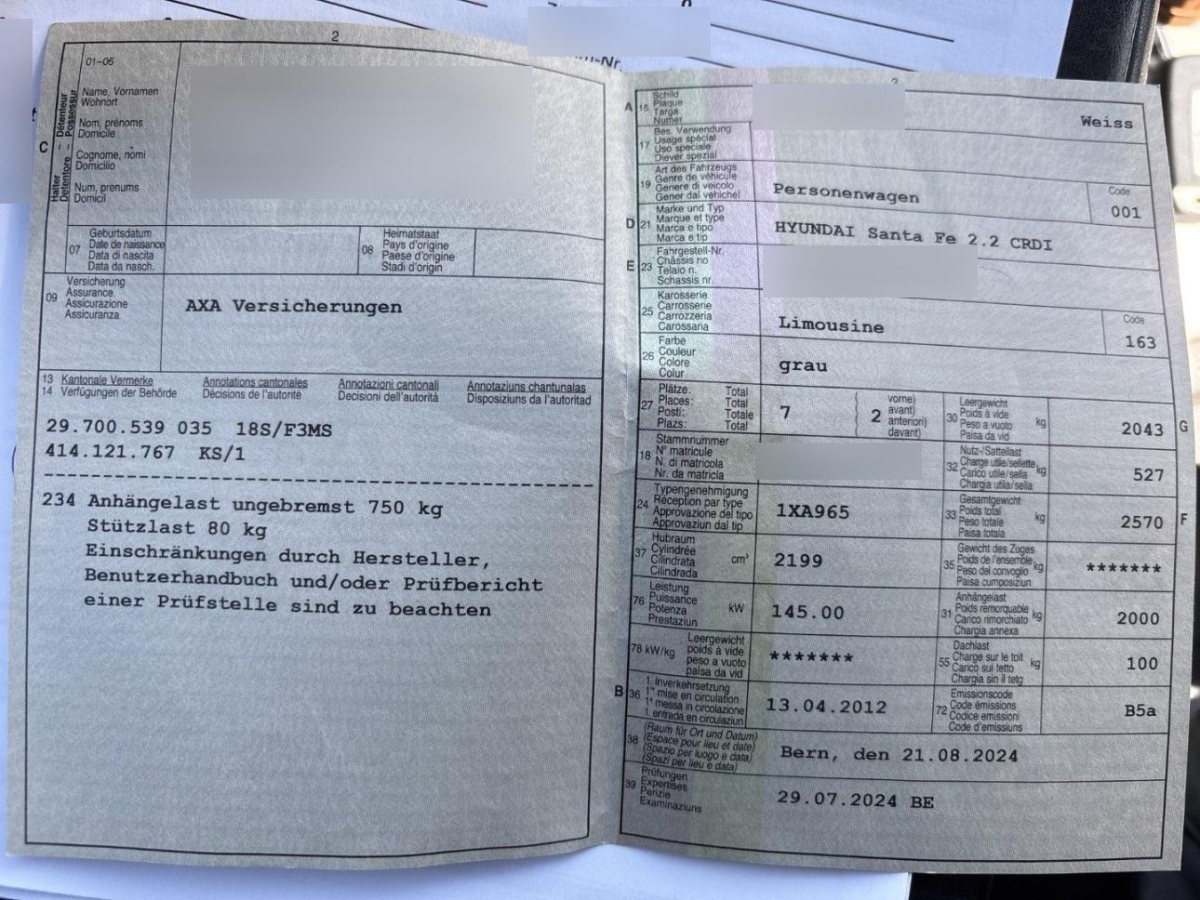 2
01-06
Halter Détenteur
Detentore Possessur
C
Name, Vornamen
Wohnort
Nom, prénoms
Domicile
Cognome, nomi
Domicilio
Num, prenums
Domicil
07
Geburtsdatum
Date de naissance
Data di nascita
Data da nasch.
08
Heimatstaat
Pays d'origine
Paese d'origine
Stadi d'origin
09
Versicherung
Assurance
Assicurazione
Assicuranza
AXA Versicherungen
13 Kantonale Vermerke Annotations cantonales Annotazioni cantonali Annotaziuns chantunalas
14 Verfügungen der Behörde Décisions de l'autorité Decisioni dell'autorità Disposiziuns da l'autoritad
29.700.539 035 18S/F3MS
414.121.767 KS/1
234 Anhängelast ungebremst 750 kg
Stützlast 80 kg
Einschränkungen durch Hersteller,
Benutzerhandbuch und/oder Prüfbericht
einer Prüfstelle sind zu beachten
A 15
Schild
Plaque
Targa
Numer
Weiss
17
Bes. Verwendung
Usage spécial
Uso speciale
Diever spezial
19
Art des Fahrzeugs
Genre de véhicule
Genere di veicolo
Gener dal vehichel
Personenwagen
Code
001
D 21
Marke und Typ
Marque et type
Marca e tipo
Marca e tip
HYUNDAI Santa Fe 2.2 CRDI
E 23
Fahrgestell-Nr.
Châssis no
Telaio n.
Schassis nr.
25
Karosserie
Carrosserie
Carrozzeria
Carossaria
Limousine
Code
163
26
Farbe
Couleur
Colore
Colur
grau
27
Plätze: Total
Places: Total
Posti: Totale
Plazs: Total
7
2
vorne)
avant)
anteriori)
davant)
30
Leergewicht
Poids à vide
Peso a vuoto
Paisa da vid
kg
2043
G
18
Stammnummer
N° matricule
N. di matricola
Nr. da matricla
32
Nutz-/Sattellast
Charge utile/sellette
Carico utile/sella
Chargia utila/sella
kg
527
24
Typengenehmigung
Réception par type
Approvazione del tipo
Approvaziun dal tip
1XA965
33
Gesamtgewicht
Poids total
Peso totale
Paisa totala
kg
2570
F
37
Hubraum
Cylindrée
Cilindrata
Cilindrada
cm³
2199
35
Gewicht des Zuges
Poids de l'ensemble
Peso del convoglio
Paisa cumposiziun
kg
*******
76
Leistung
Puissance
Potenza
Prestaziun
kW
145.00
31
Anhängelast
Poids remorquable
Carico rimorchiato
Chargia annexa
kg
2000
78 kW/kg
Leergewicht
poids à vide
peso a vuoto
paisa da vid
*******
55
Dachlast
Charge sur le toit
Carico sul tetto
Chargia sin il tetg
kg
100
B 36
1. Inverkehrsetzung
1re mise en circulation
1a messa in circolazione
1. entrada en circulaziun
13.04.2012
72
Emissionscode
Code émissions
Codice emissioni
Code d'emissiuns
B5a
38
(Raum für Ort und Datum)
(Espace pour lieu et date)
(Spazio per luogo e data)
(Spazi per lieu e data)
Bern, den 21.08.2024
39
Prüfungen
Expertises
Perizie
Examinaziuns
29.07.2024 BE